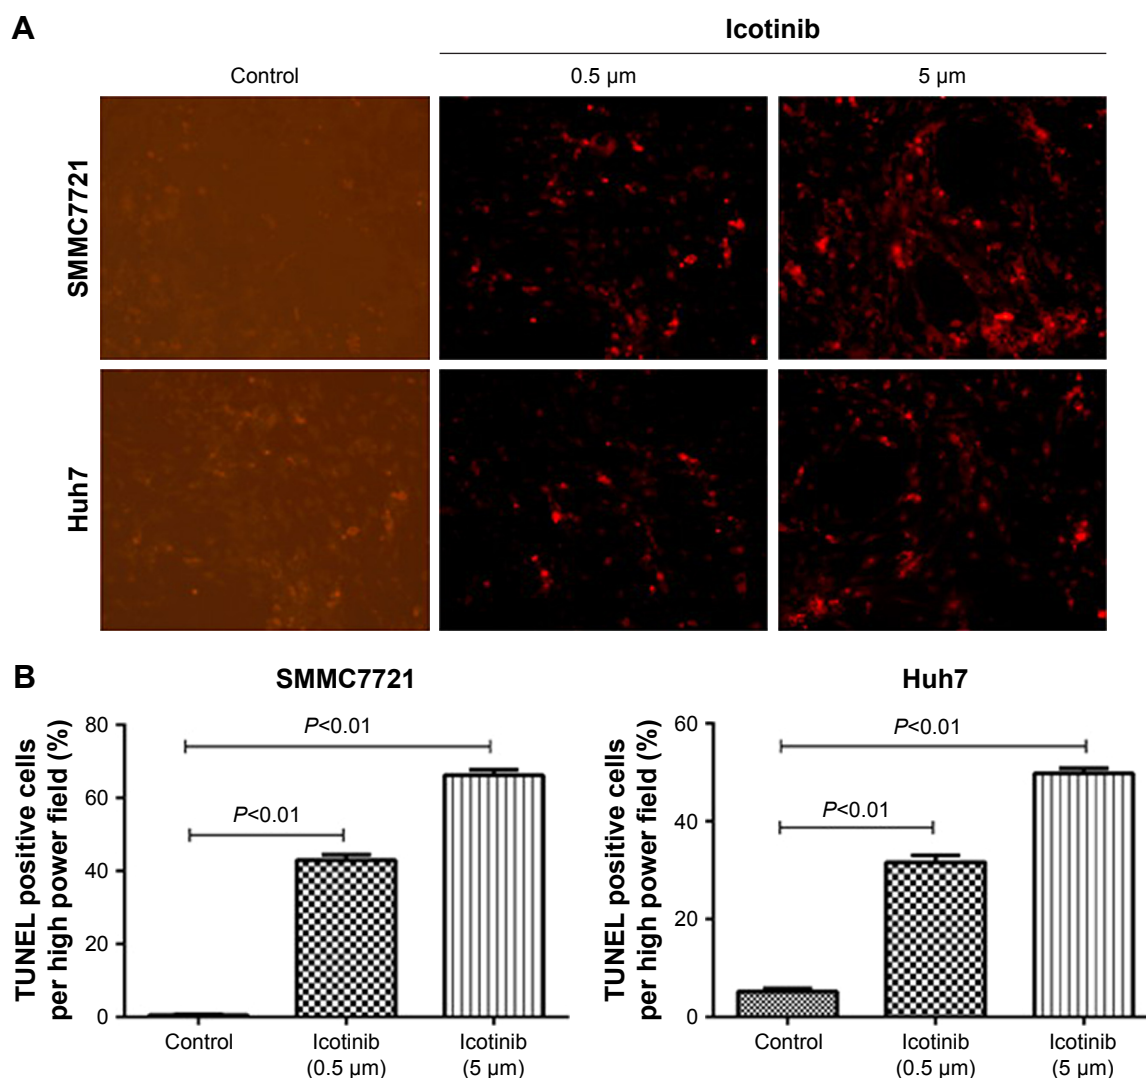 A
Icotinib
Control
0.5 µm
5 µm
SMMC7721
Huh7
B
SMMC7721
TUNEL positive cells
per high power field (%)
80
60
40
20
0
P<0.01
P<0.01
Control
Icotinib
(0.5 µm)
Icotinib
(5 µm)
Huh7
TUNEL positive cells
per high power field (%)
60
40
20
0
P<0.01
P<0.01
Control
Icotinib
(0.5 µm)
Icotinib
(5 µm)